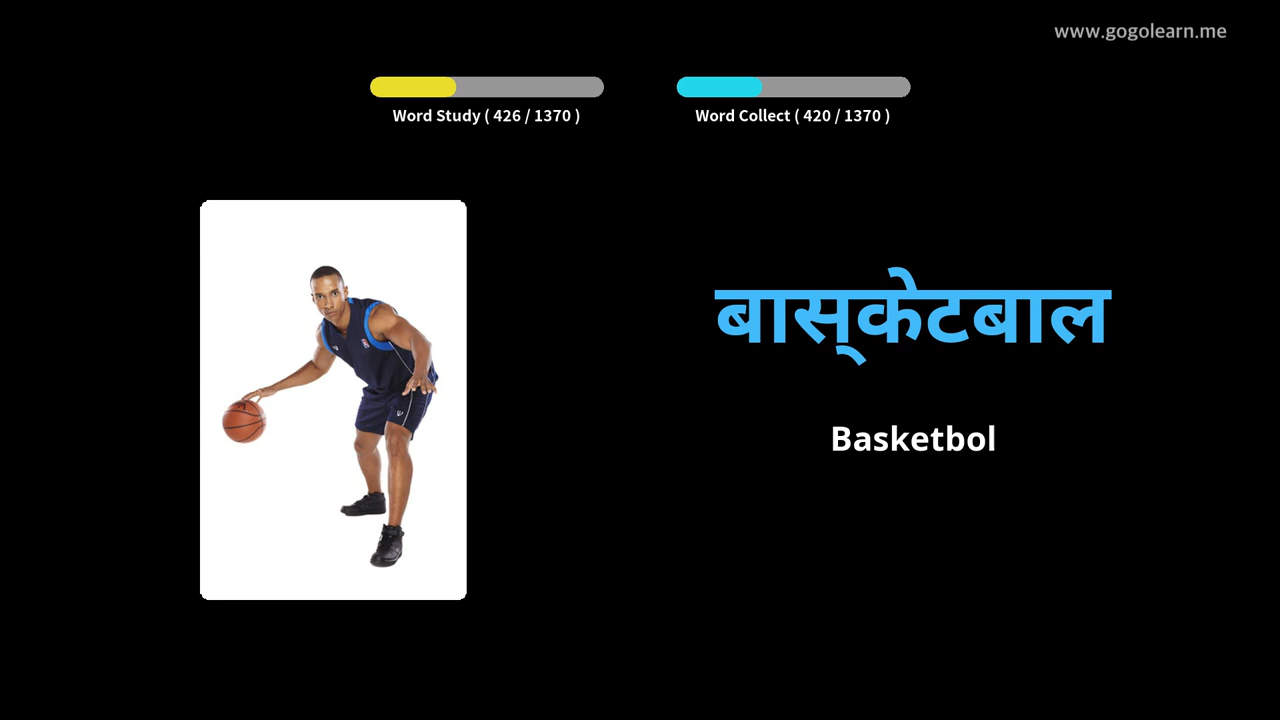 www.gogolearn.me
Word Study ( 426 / 1370 )
Word Collect ( 420 / 1370 )
बास्केटबाल
Basketbol